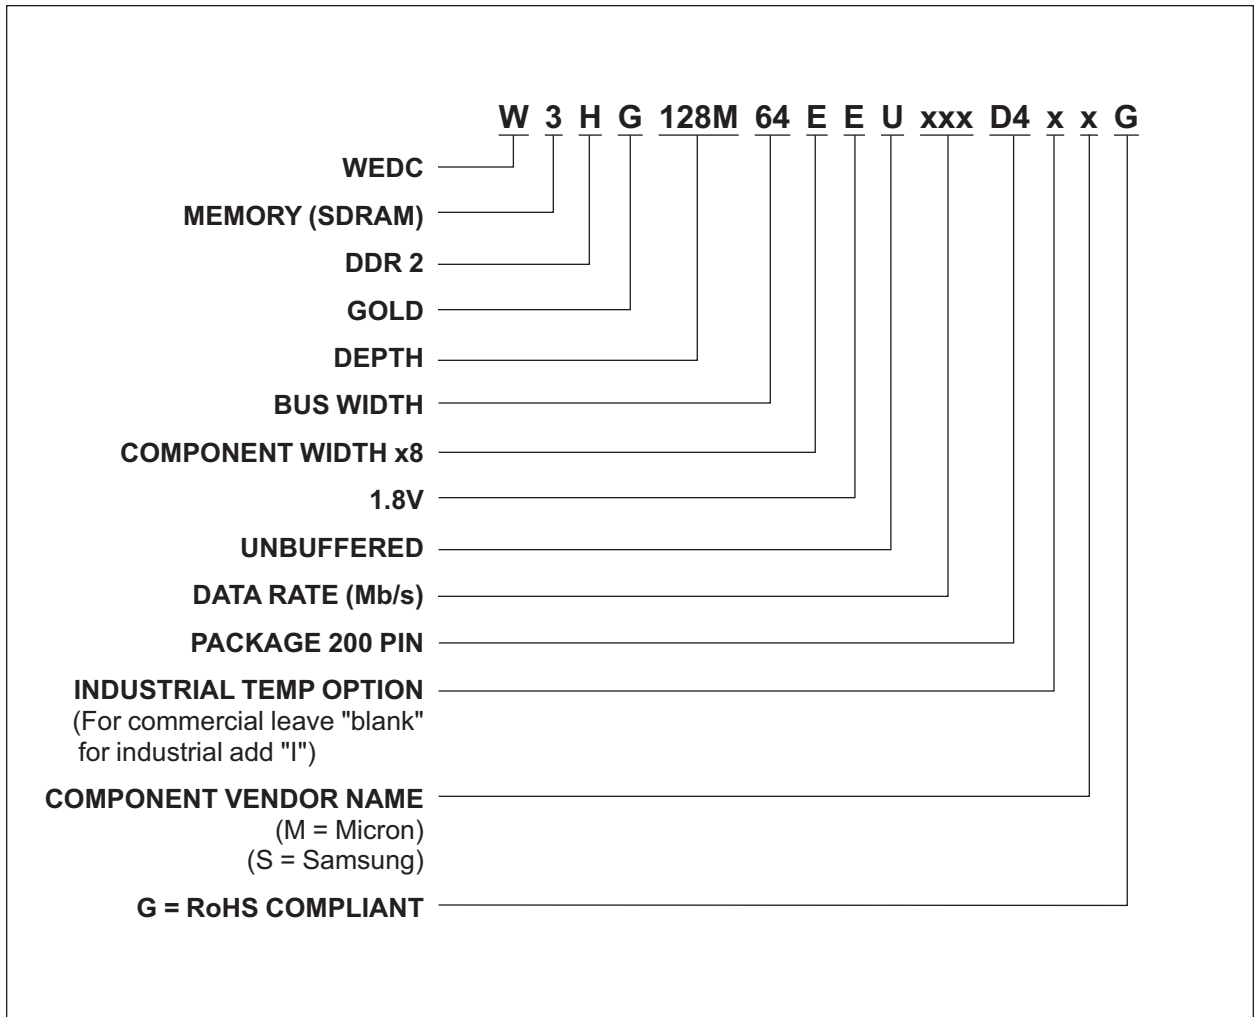 W 3 H G 128M 64 E E U xxx D4 x x G
WEDC
MEMORY (SDRAM)
DDR 2
GOLD
DEPTH
BUS WIDTH
COMPONENT WIDTH x8
1.8V
UNBUFFERED
DATA RATE (Mb/s)
PACKAGE 200 PIN
INDUSTRIAL TEMP OPTION
(For commercial leave "blank"
for industrial add "I")
COMPONENT VENDOR NAME
(M = Micron)
(S = Samsung)
G = RoHS COMPLIANT